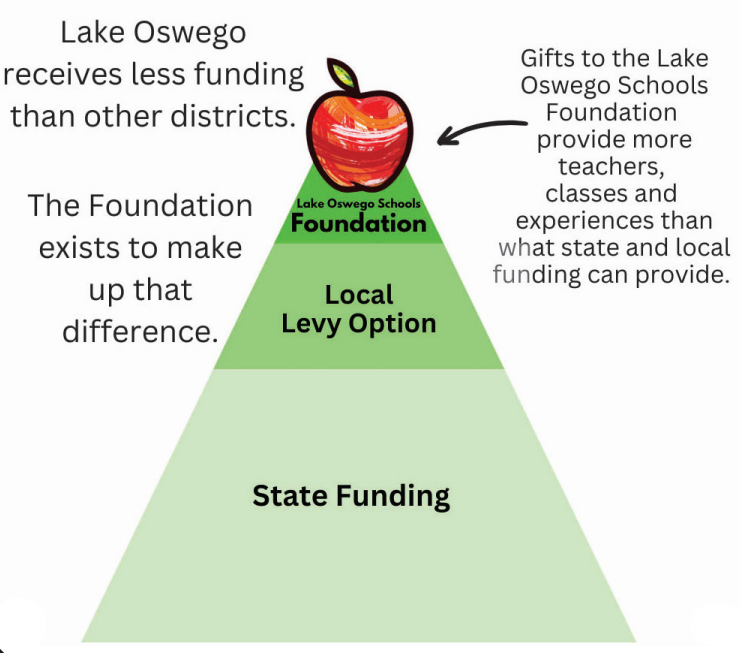 Lake Oswego
receives less funding
than other districts.
The Foundation
exists to make
up that
difference.
Gifts to the Lake
Oswego Schools
Foundation
provide more
teachers,
classes and
experiences than
what state and local
funding can provide.
Lake Oswego Schools
Foundation
Local
Levy Option
State Funding